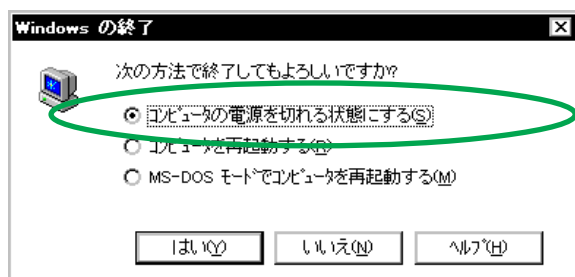 Windows の終了
次の方法で終了してもよろしいですか?
コンピュータの電源を切れる状態にする(S)
コンピュータを再起動する(R)
MS-DOS モードでコンピュータを再起動する(M)
はい(Y) いいえ(N) ヘルプ(H)